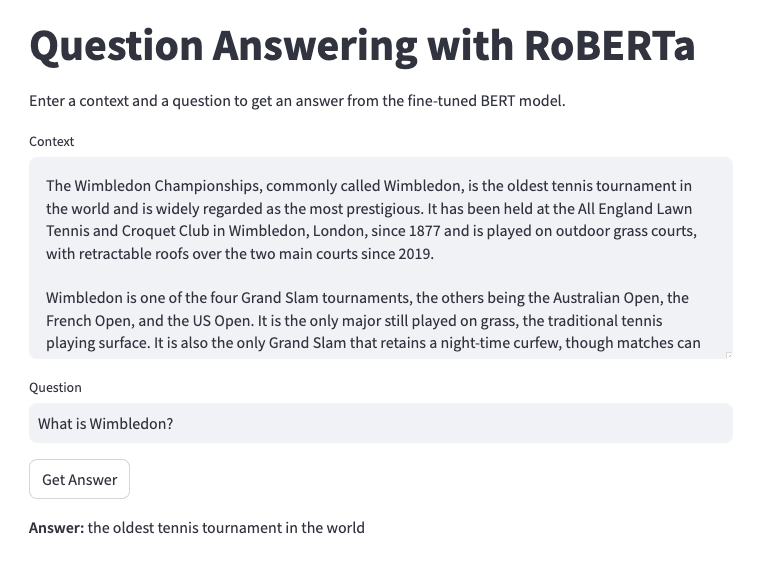 Question Answering with RoBERTa
Enter a context and a question to get an answer from the fine-tuned BERT model.
Context
The Wimbledon Championships, commonly called Wimbledon, is the oldest tennis tournament in
the world and is widely regarded as the most prestigious. It has been held at the All England Lawn
Tennis and Croquet Club in Wimbledon, London, since 1877 and is played on outdoor grass courts,
with retractable roofs over the two main courts since 2019.
Wimbledon is one of the four Grand Slam tournaments, the others being the Australian Open, the
French Open, and the US Open. It is the only major still played on grass, the traditional tennis
playing surface. It is also the only Grand Slam that retains a night-time curfew, though matches can
Question
What is Wimbledon?
Get Answer
Answer: the oldest tennis tournament in the world